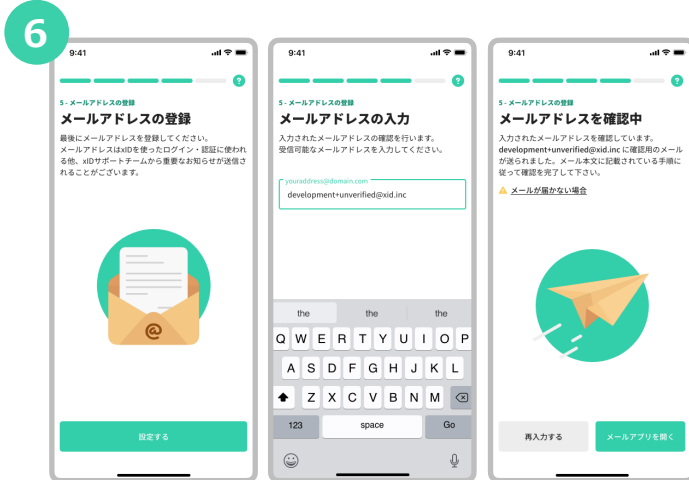 6
9:41
5 - メールアドレスの登録
メールアドレスの登録
最後にメールアドレスを登録してください。
メールアドレスはxIDを使ったログイン・認証に使われ
る他、xIDサポートチームから重要なお知らせが送信さ
れることがございます。
@
設定する
9:41
?
5 - メールアドレスの登録
メールアドレスの入力
入力されたメールアドレスの確認を行います。
受信可能なメールアドレスを入力してください。
youraddress@domain.com
development+unverified@xid.inc
the the the
Q W E R T Y U I O P
A S D F G H J K L
Z X C V B N M
123 space Go
9:41
?
5 - メールアドレスの登録
メールアドレスを確認中
入力されたメールアドレスを確認しています。
development+unverified@xid.inc に確認用のメール
が送られました。メール本文に記載されている手順に
従って確認を完了して下さい。
メールが届かない場合
再入力する メールアプリを開く